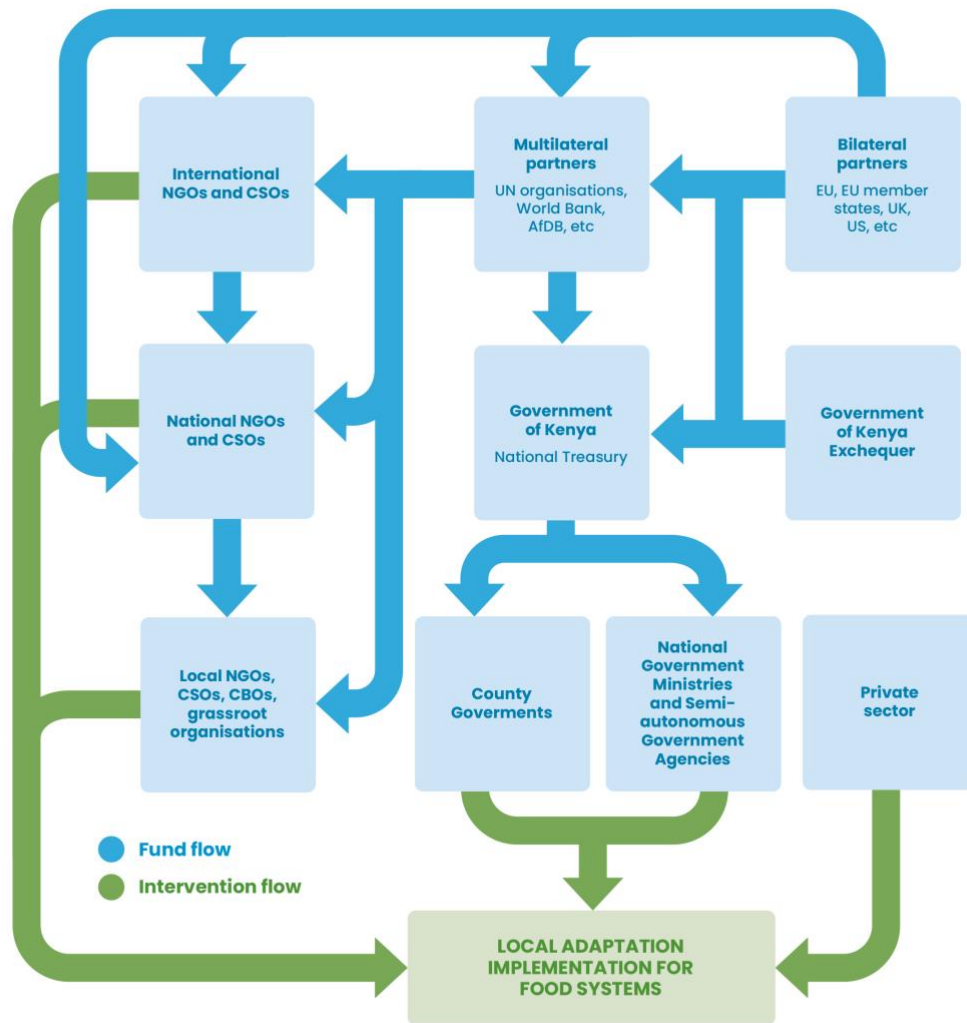 International
NGOs and CSOs
Multilateral
partners
UN organisations,
World Bank,
AfDB, etc
Bilateral
partners
EU, EU member
states, UK,
US, etc
National NGOs
and CSOs
Government
of Kenya
National Treasury
Government
of Kenya
Exchequer
Local NGOs,
CSOs, CBOs,
grassroot
organisations
County
Goverments
National
Government
Ministries
and Semi-
autonomous
Government
Agencies
Private
sector
Fund flow
Intervention flow
LOCAL ADAPTATION
IMPLEMENTATION FOR
FOOD SYSTEMS